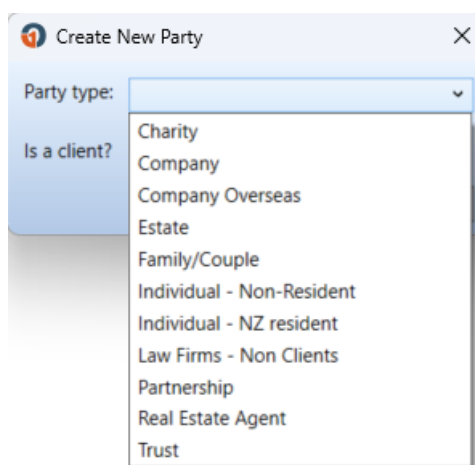 Create New Party
Party type:
Is a client?
Charity
Company
Company Overseas
Estate
Family/Couple
Individual - Non-Resident
Individual - NZ resident
Law Firms - Non Clients
Partnership
Real Estate Agent
Trust